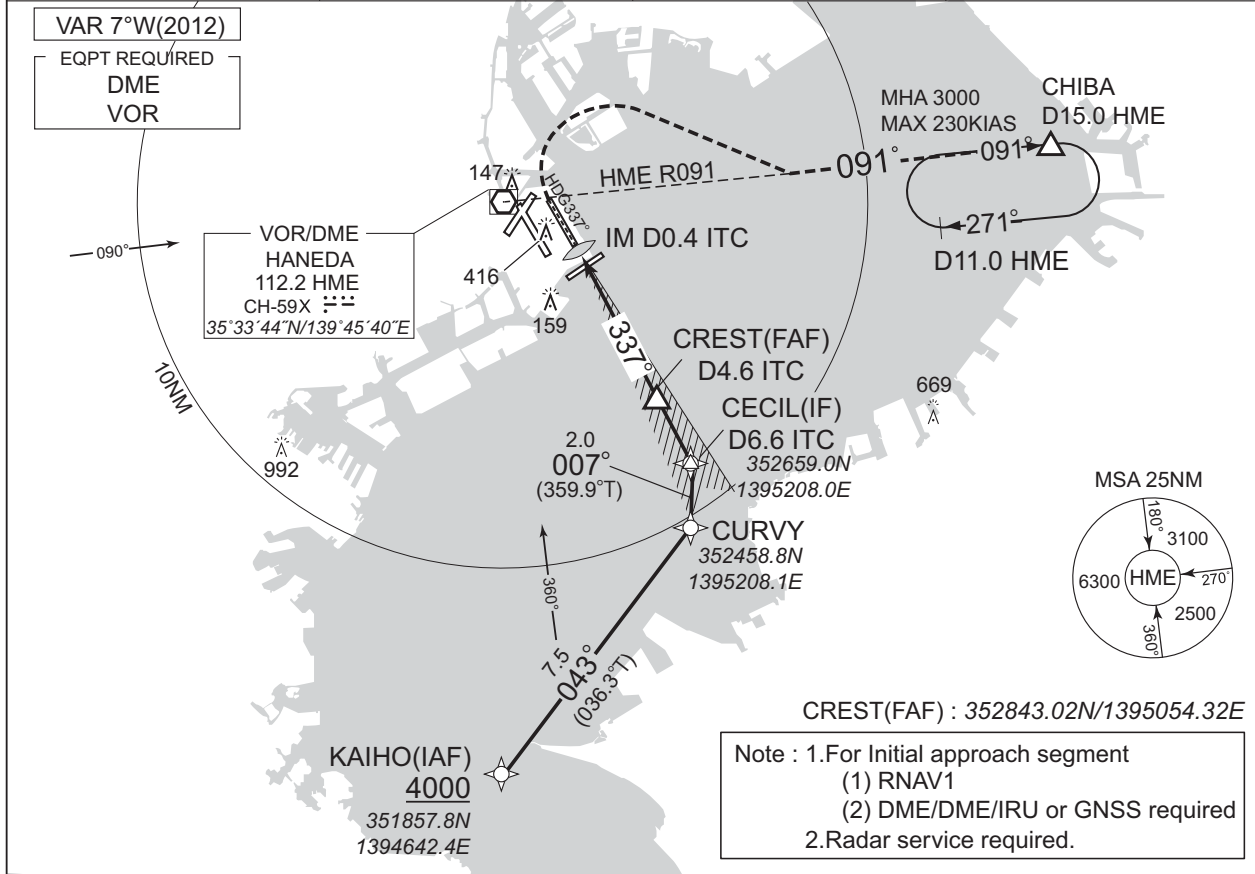 VAR 7°W(2012)
EQPT REQUIRED
DME
VOR
MHA 3000
MAX 230KIAS
CHIBA
D15.0 HME
091°
091°
271°
D11.0 HME
HME R091
147
HDG337°
IM D0.4 ITC
416
159
090°
VOR/DME
HANEDA
112.2 HME
CH-59X
35°33´44˝N/139°45´40˝E
10NM
992
337°
CREST(FAF)
D4.6 ITC
669
CECIL(IF)
D6.6 ITC
352659.0N
1395208.0E
2.0
007°
(359.9°T)
CURVY
352458.8N
1395208.1E
360°
7.5
043°
(036.3°T)
KAIHO(IAF)
4000
351857.8N
1394642.4E
MSA 25NM
180°
3100
6300
HME
270°
2500
360°
CREST(FAF) : 352843.02N/1395054.32E
Note : 1.For Initial approach segment
(1) RNAV1
(2) DME/DME/IRU or GNSS required
2.Radar service required.